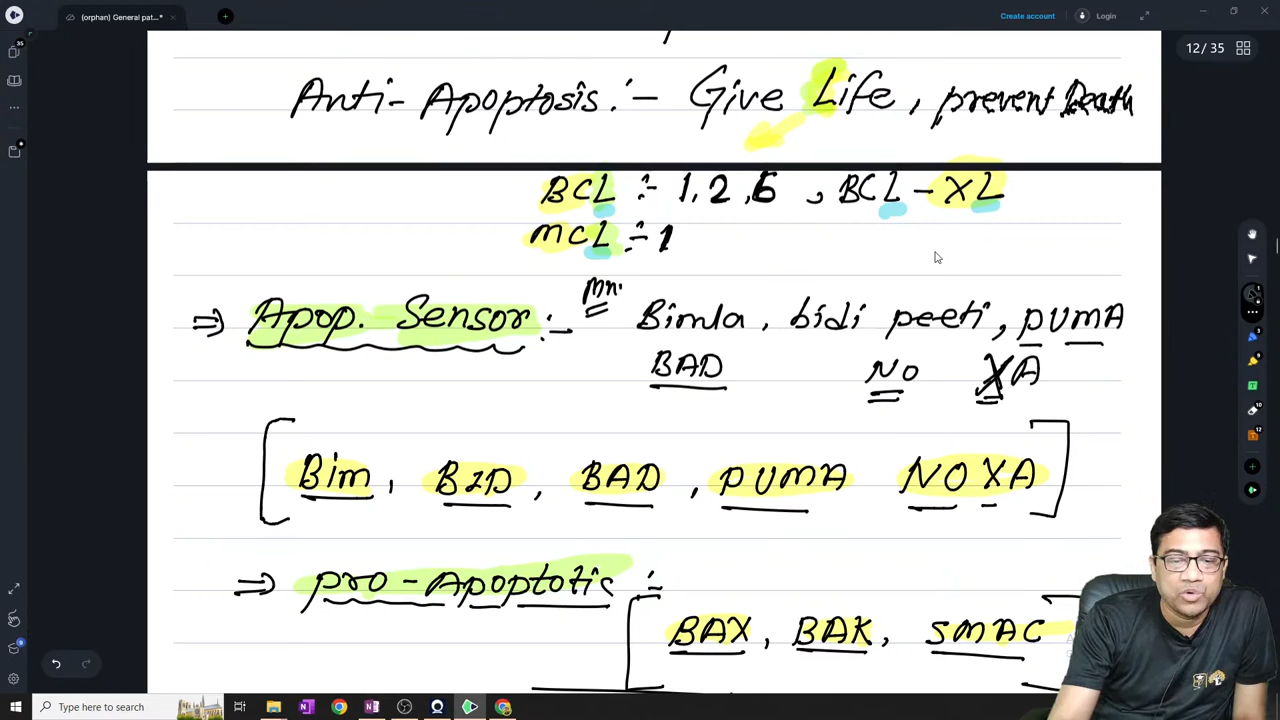 (orphan) General pat...*
Create account
Login
35
12 / 35
Anti-Apoptosis :- Give Life, prevent Death
BCL :- 1, 2, 6, BCL-XL
MCL :- 1
⇒ Apop. Sensor :- Mn. Bimla, bidi peeti, PUMA
BAD NO XA
[Bim, BID, BAD, PUMA NOXA]
⇒ pro-Apoptotic :-
[BAX, BAK, SMAC
Type here to search